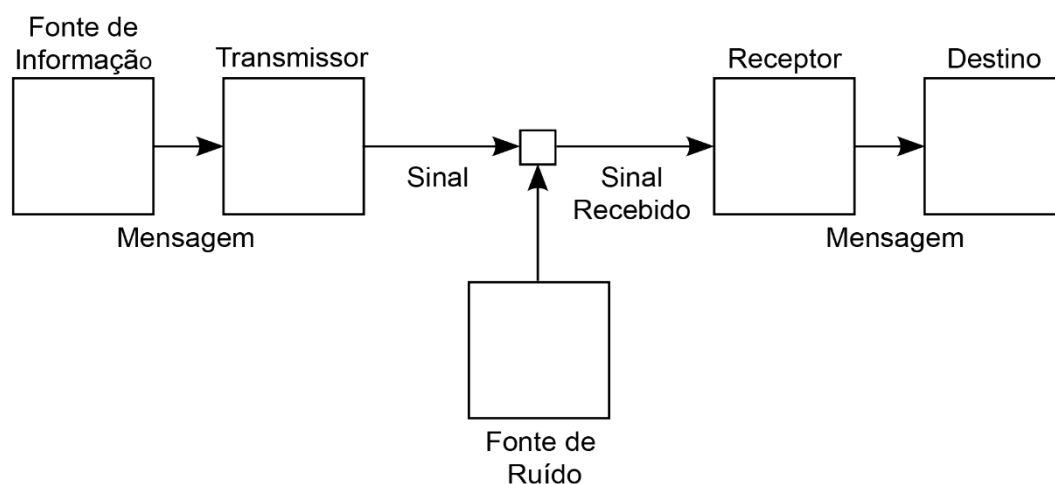 Fonte de
Informação
Transmissor
Receptor
Destino
Sinal
Sinal
Recebido
Mensagem
Mensagem
Fonte de
Ruído